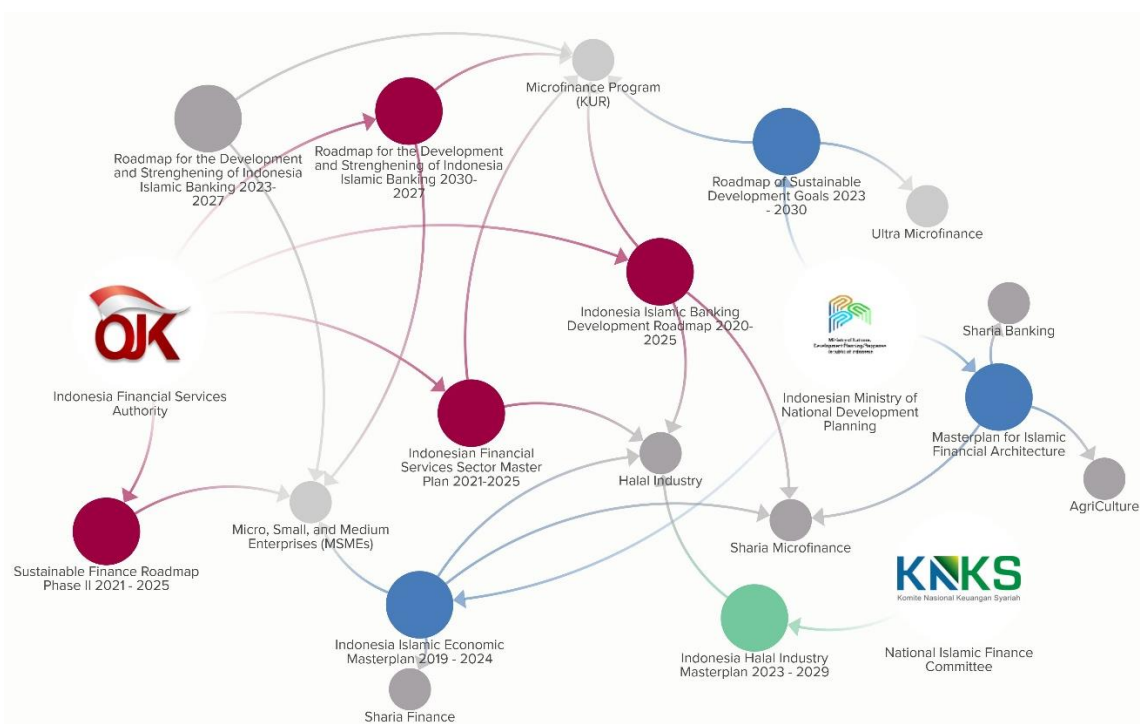 Microfinance Program
(KUR)
Roadmap for the Development
and Strenghening of Indonesia
Islamic Banking 2023-
2027
Roadmap for the Development
and Strenghening of Indonesia
Islamic Banking 2030-
2027
Roadmap of Sustainable
Development Goals 2023
- 2030
Ultra Microfinance
OJK
Indonesia Financial Services
Authority
Indonesia Islamic Banking
Development Roadmap 2020-
2025
Indonesian Ministry of
National Development
Planning
Sharia Banking
Masterplan for Islamic
Financial Architecture
Indonesian Financial
Services Sector Master
Plan 2021-2025
Halal Industry
AgriCulture
Micro, Small, and Medium
Enterprises (MSMEs)
Sharia Microfinance
Sustainable Finance Roadmap
Phase II 2021 - 2025
KNKS
Komite Nasional Keuangan Syariah
Indonesia Islamic Economic
Masterplan 2019 - 2024
Indonesia Halal Industry
Masterplan 2023 - 2029
National Islamic Finance
Committee
Sharia Finance